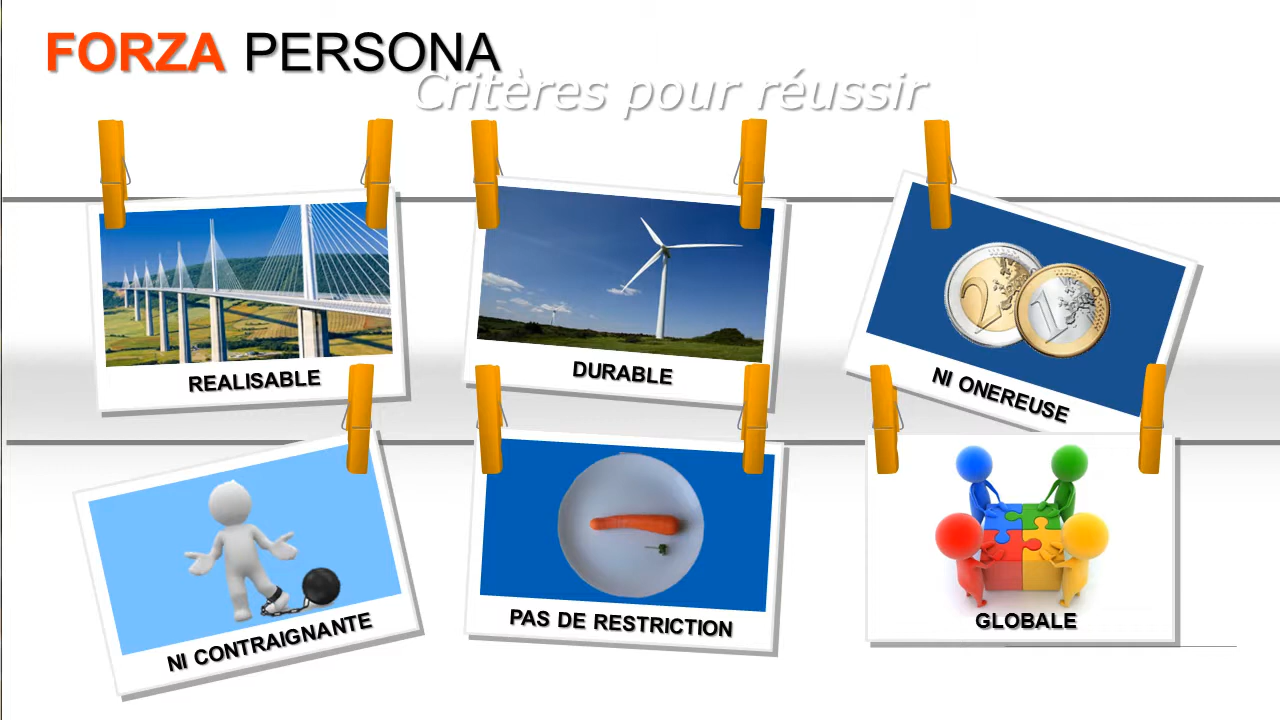 FORZA PERSONA
Critères pour réussir
REALISABLE
DURABLE
NI ONEREUSE
NI CONTRAIGNANTE
PAS DE RESTRICTION
GLOBALE